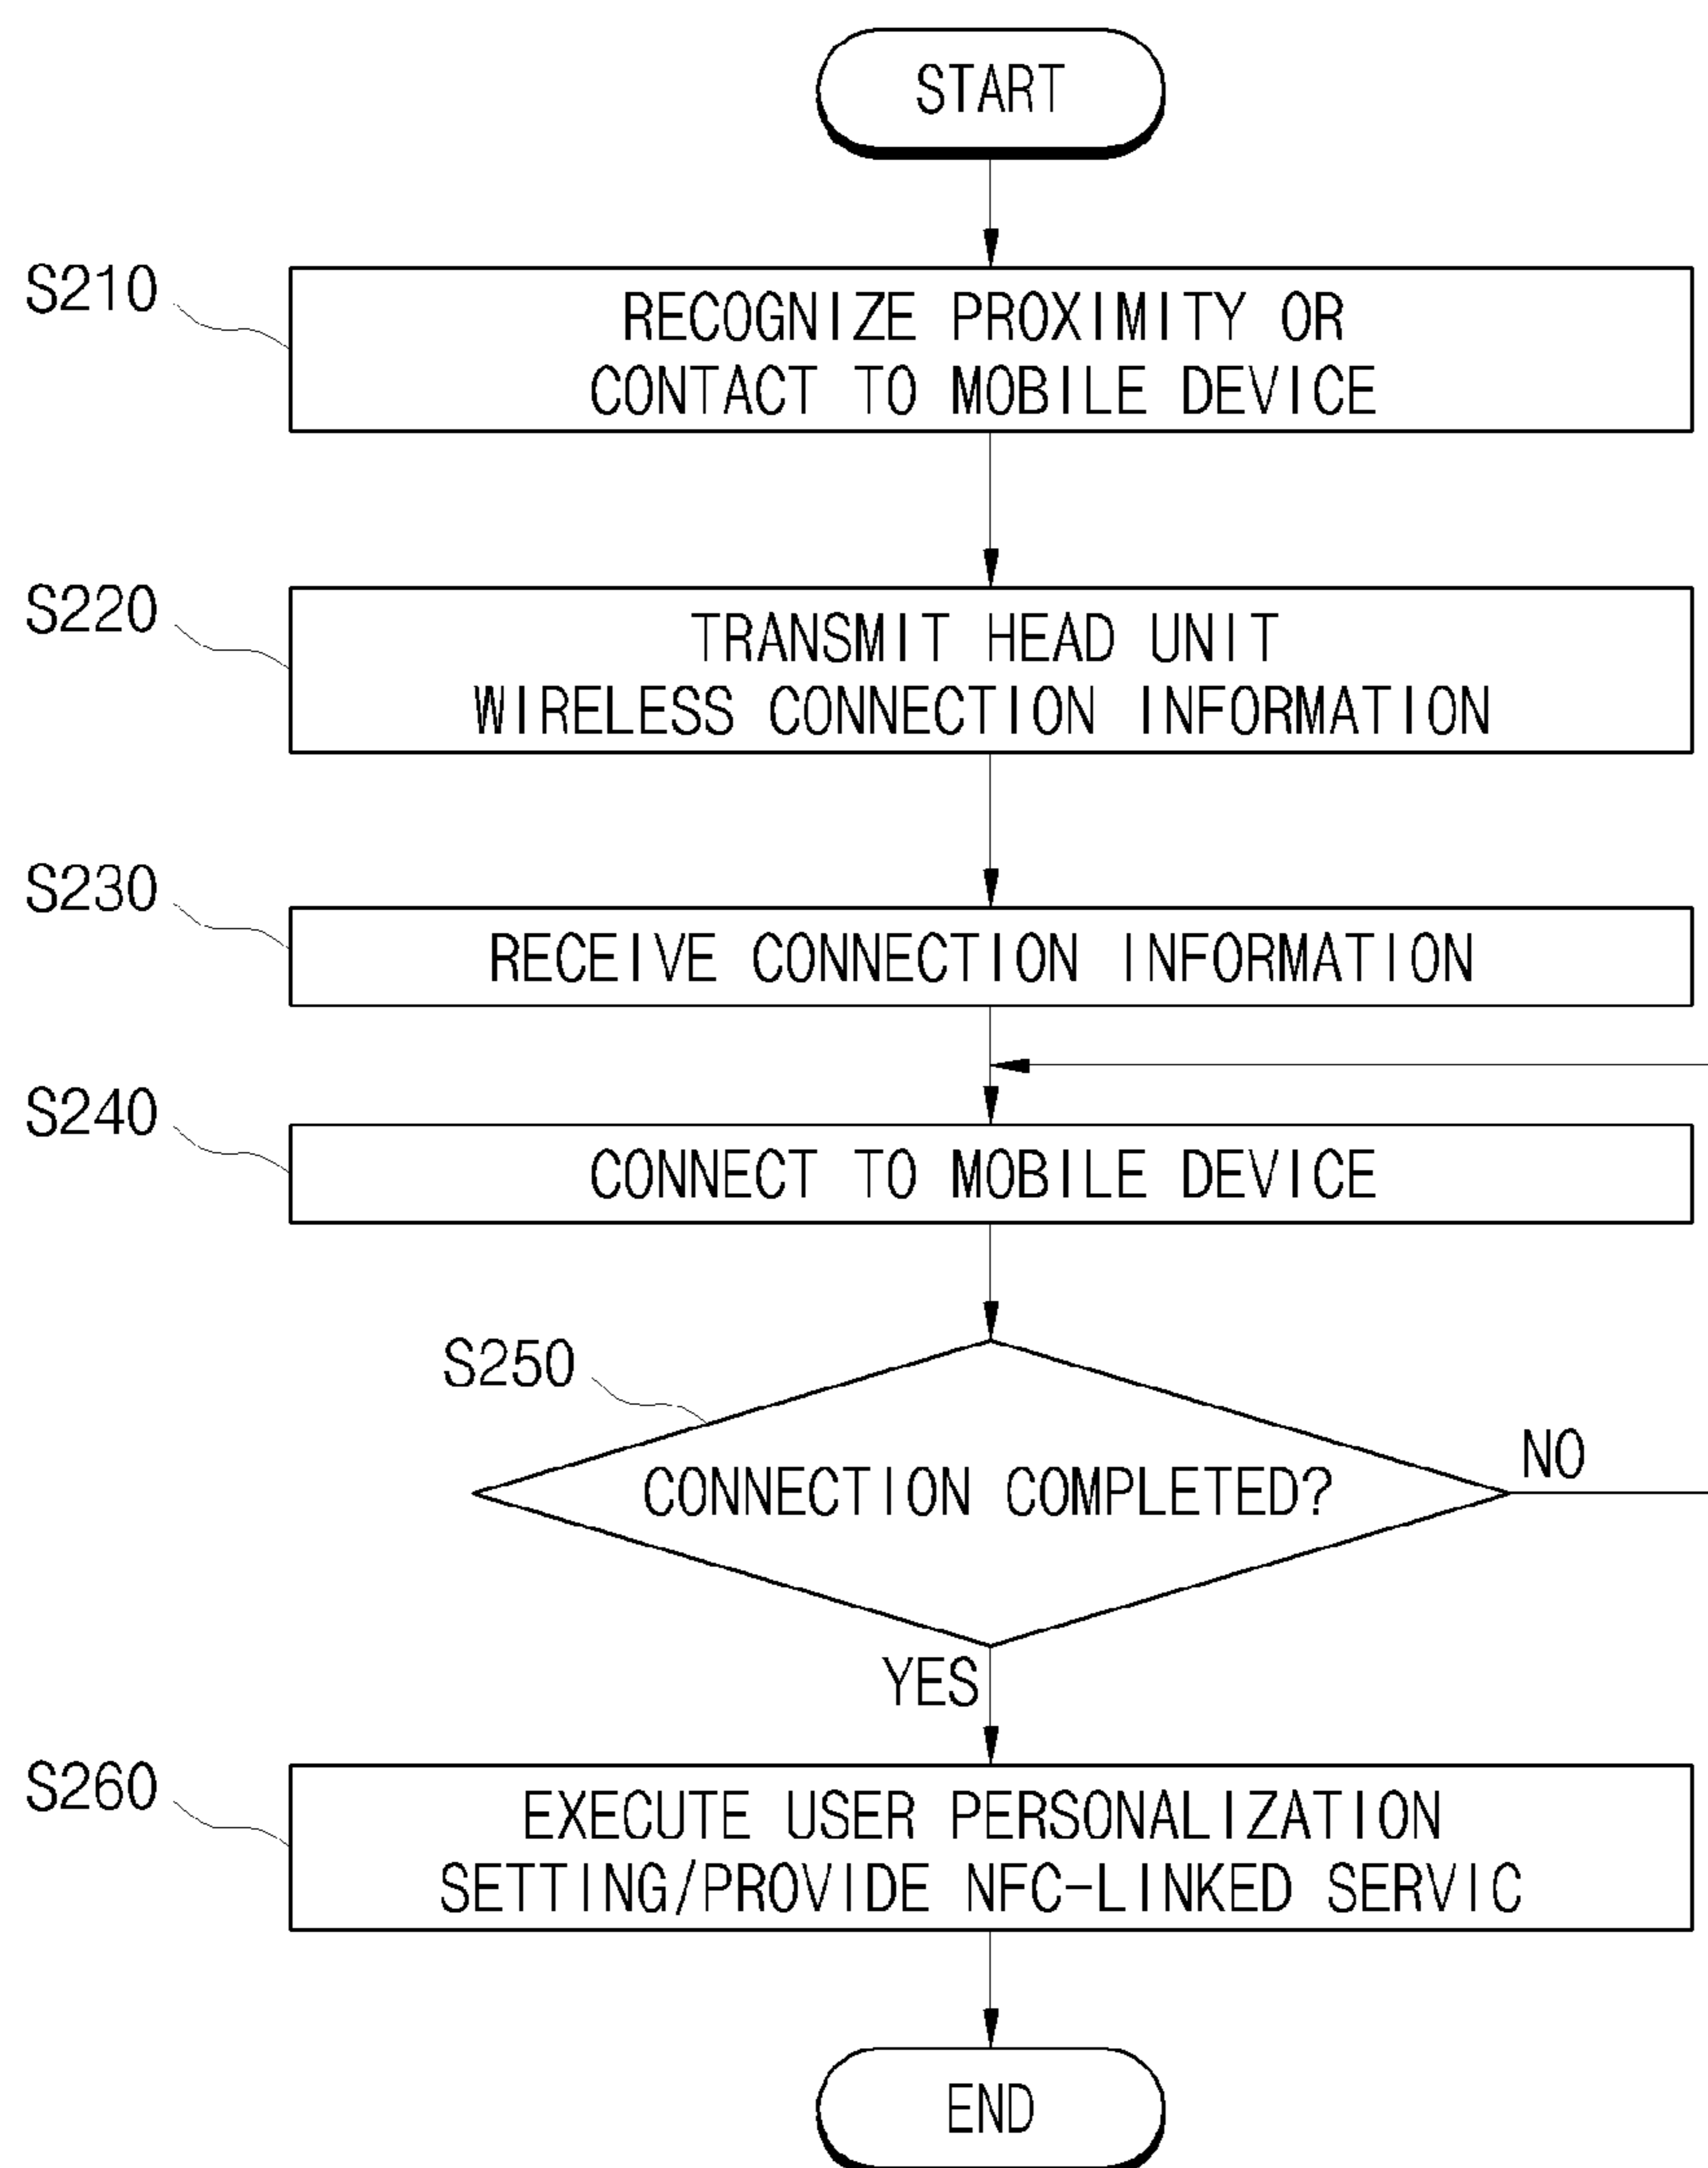 START
S210
RECOGNIZE PROXIMITY OR
CONTACT TO MOBILE DEVICE
S220
TRANSMIT HEAD UNIT
WIRELESS CONNECTION INFORMATION
S230
RECEIVE CONNECTION INFORMATION
S240
CONNECT TO MOBILE DEVICE
S250
CONNECTION COMPLETED?
NO
YES
S260
EXECUTE USER PERSONALIZATION
SETTING/PROVIDE NFC-LINKED SERVIC
END